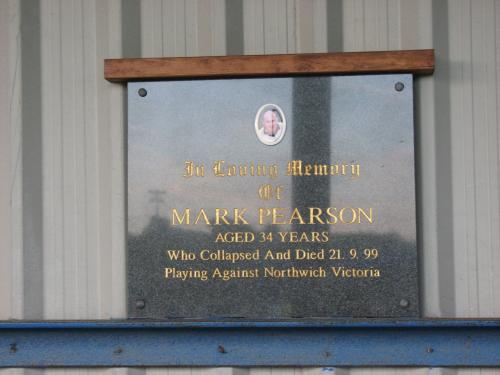 In Loving Memory
Of
MARK PEARSON
AGED 34 YEARS
Who Collapsed And Died 21. 9. 99
Playing Against Northwich Victoria